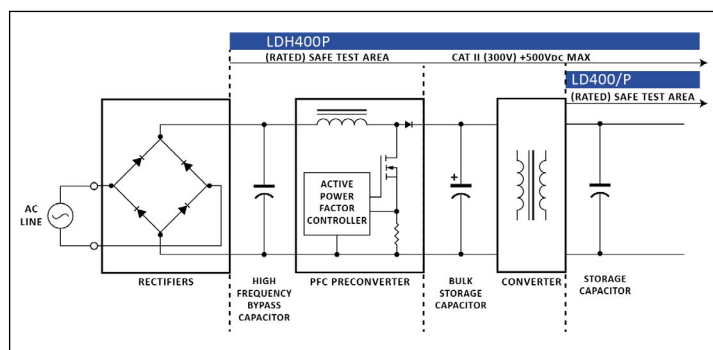 LDH400P
(RATED) SAFE TEST AREA CAT II (300V) +500VDC MAX
LD400/P
(RATED) SAFE TEST AREA
AC
LINE
ACTIVE
POWER
FACTOR
CONTROLLER
+
RECTIFIERS
HIGH
FREQUENCY
BYPASS
CAPACITOR
PFC PRECONVERTER
BULK
STORAGE
CAPACITOR
CONVERTER
STORAGE
CAPACITOR